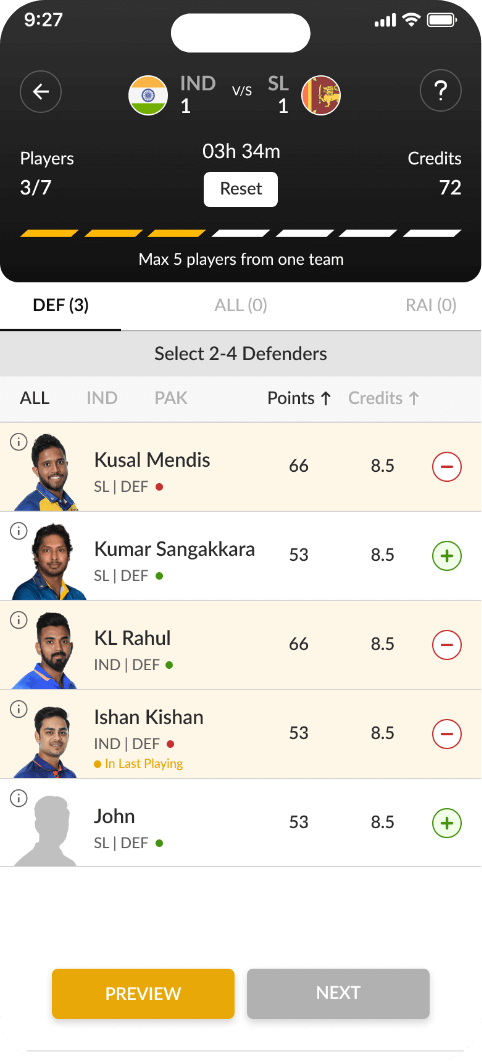 9:27
IND V/S SL
1 1
?
03h 34m
Players Credits
3/7 Reset 72
Max 5 players from one team
DEF (3) ALL (0) RAI (0)
Select 2-4 Defenders
ALL IND PAK Points ↑ Credits ↑
Kusal Mendis 66 8.5
SL | DEF
Kumar Sangakkara 53 8.5
SL | DEF
KL Rahul 66 8.5
IND | DEF
Ishan Kishan 53 8.5
IND | DEF
In Last Playing
John 53 8.5
SL | DEF
PREVIEW NEXT